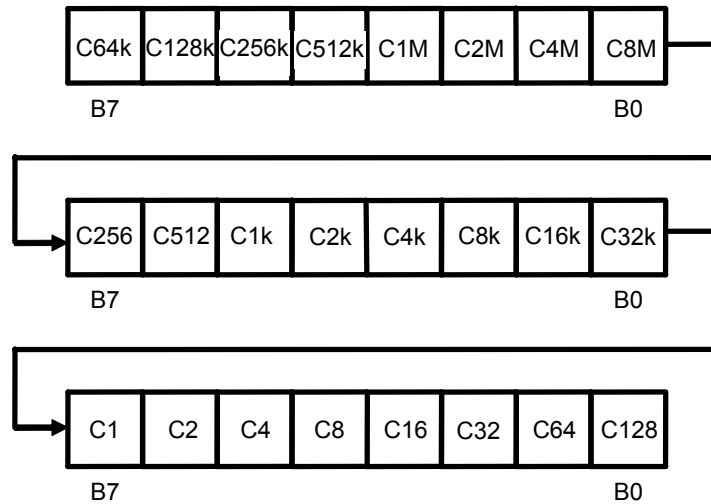 C64k C128k C256k C512k C1M C2M C4M C8M
B7 B0
C256 C512 C1k C2k C4k C8k C16k C32k
B7 B0
C1 C2 C4 C8 C16 C32 C64 C128
B7 B0